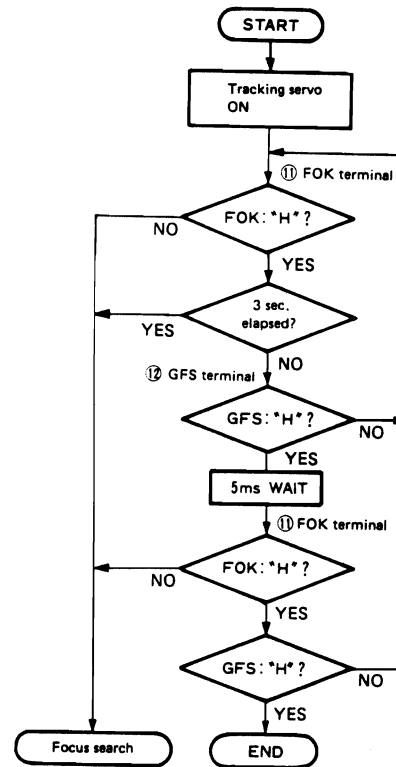 START
Tracking servo
ON
⑪ FOK terminal
FOK: "H"?
NO
YES
3 sec.
elapsed?
YES
NO
⑫ GFS terminal
GFS: "H"?
NO
YES
5ms WAIT
⑪ FOK terminal
FOK: "H"?
NO
YES
GFS: "H"?
NO
YES
Focus search
END